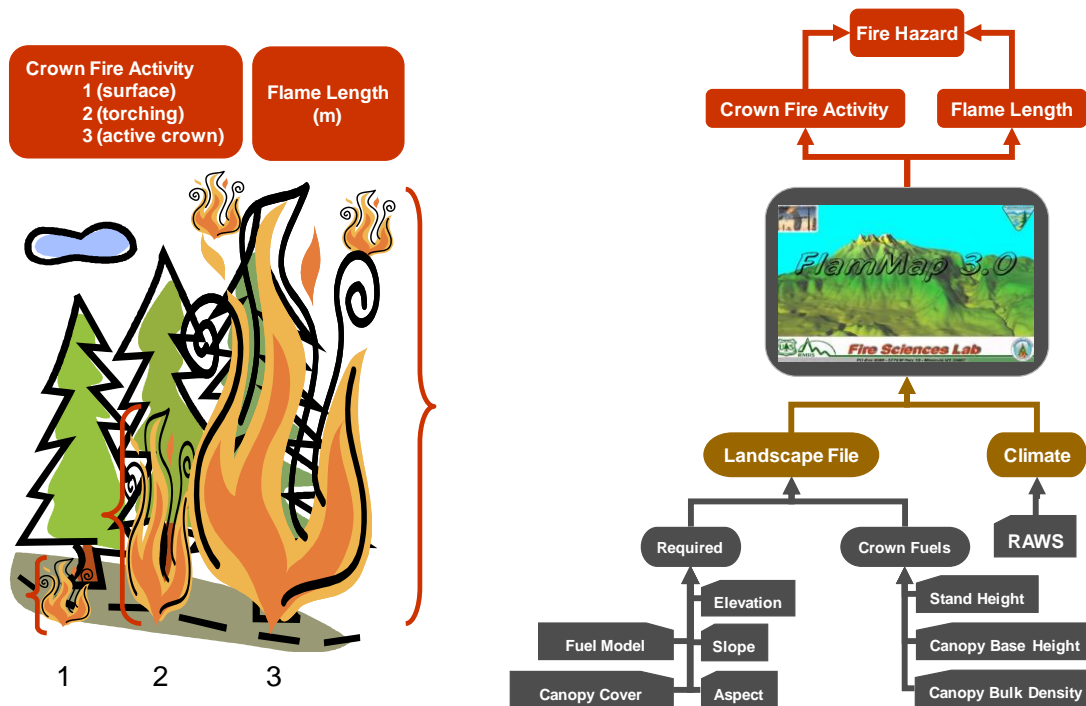 Crown Fire Activity
1 (surface)
2 (torching)
3 (active crown)
Flame Length
(m)
1
2
3
Fire Hazard
Crown Fire Activity
Flame Length
FlamMap 3.0
Fire Sciences Lab
Landscape File
Climate
Required
Crown Fuels
RAWS
Elevation
Stand Height
Fuel Model
Slope
Canopy Base Height
Canopy Cover
Aspect
Canopy Bulk Density